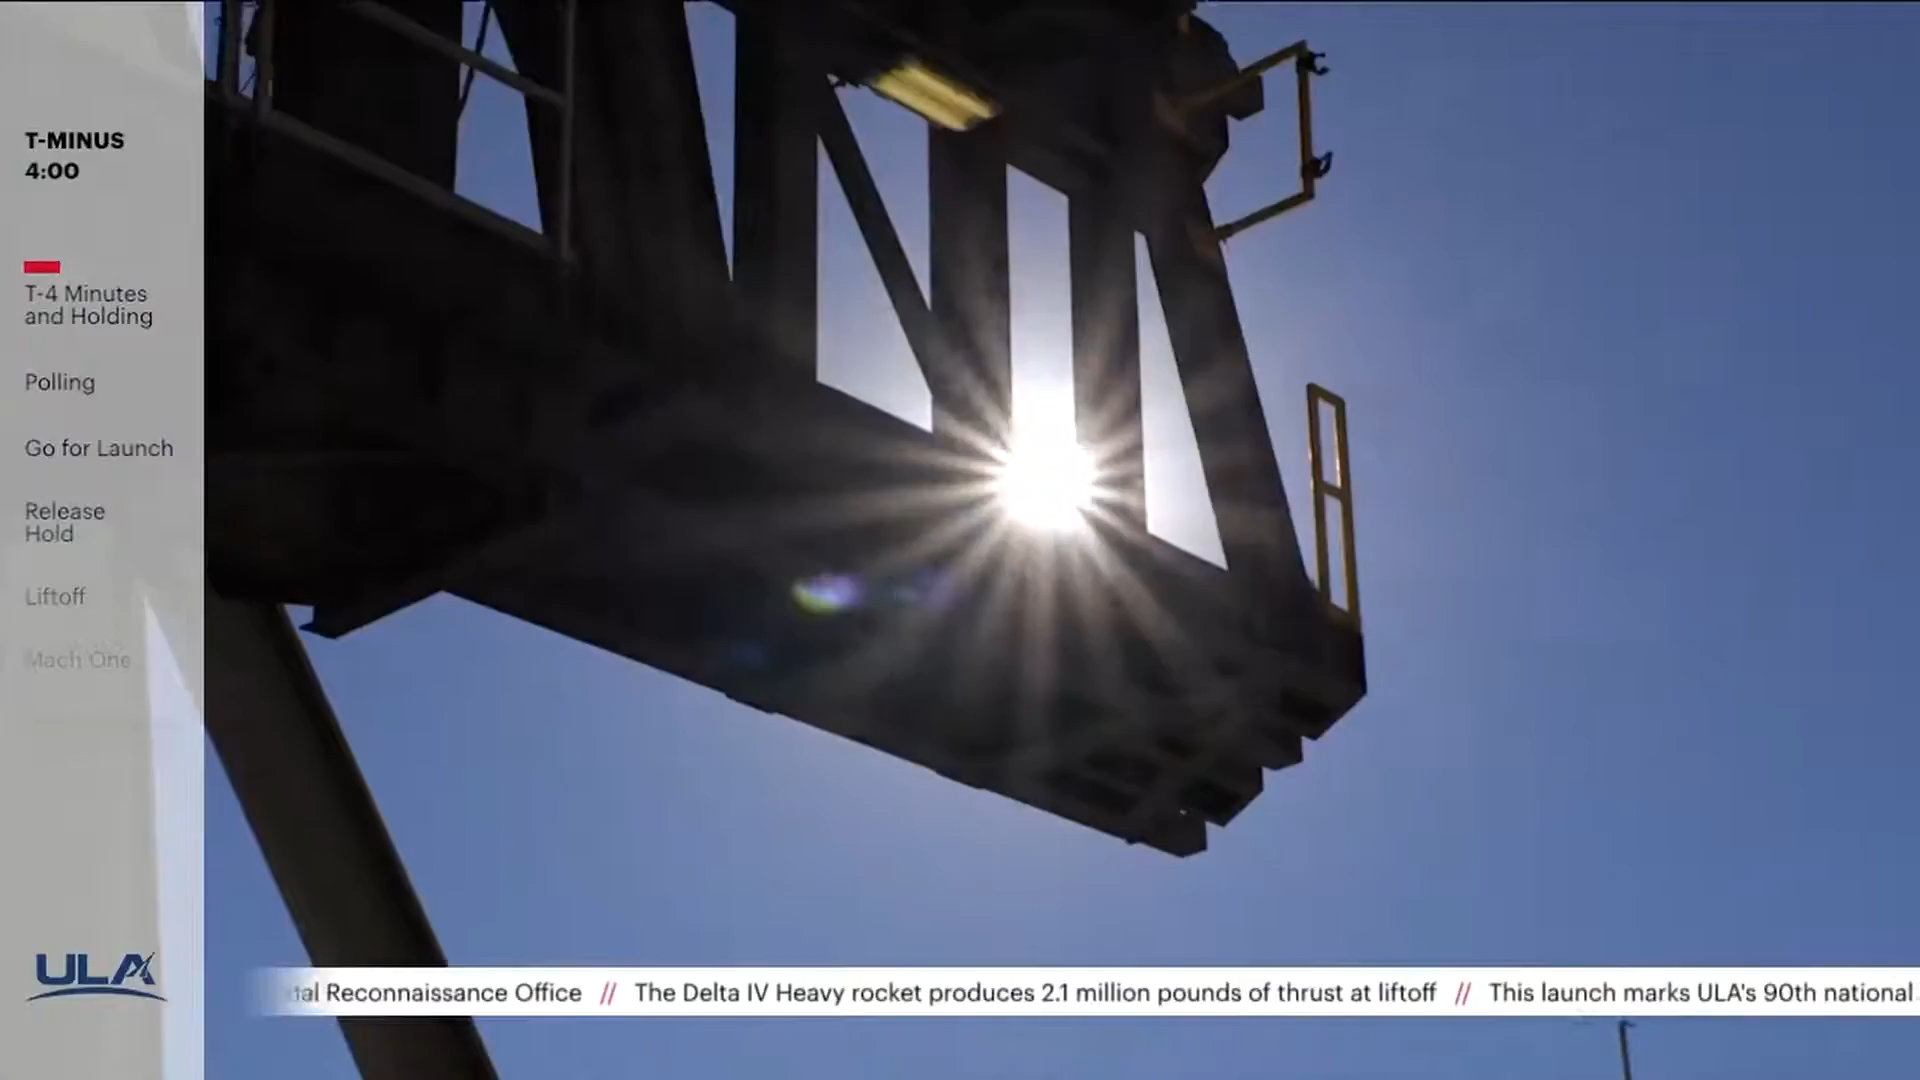 T-MINUS
4:00
T-4 Minutes
and Holding
Polling
Go for Launch
Release
Hold
Liftoff
Mach One
ULA
Reconnaissance Office // The Delta IV Heavy rocket produces 2.1 million pounds of thrust at liftoff // This launch marks ULA's 90th national